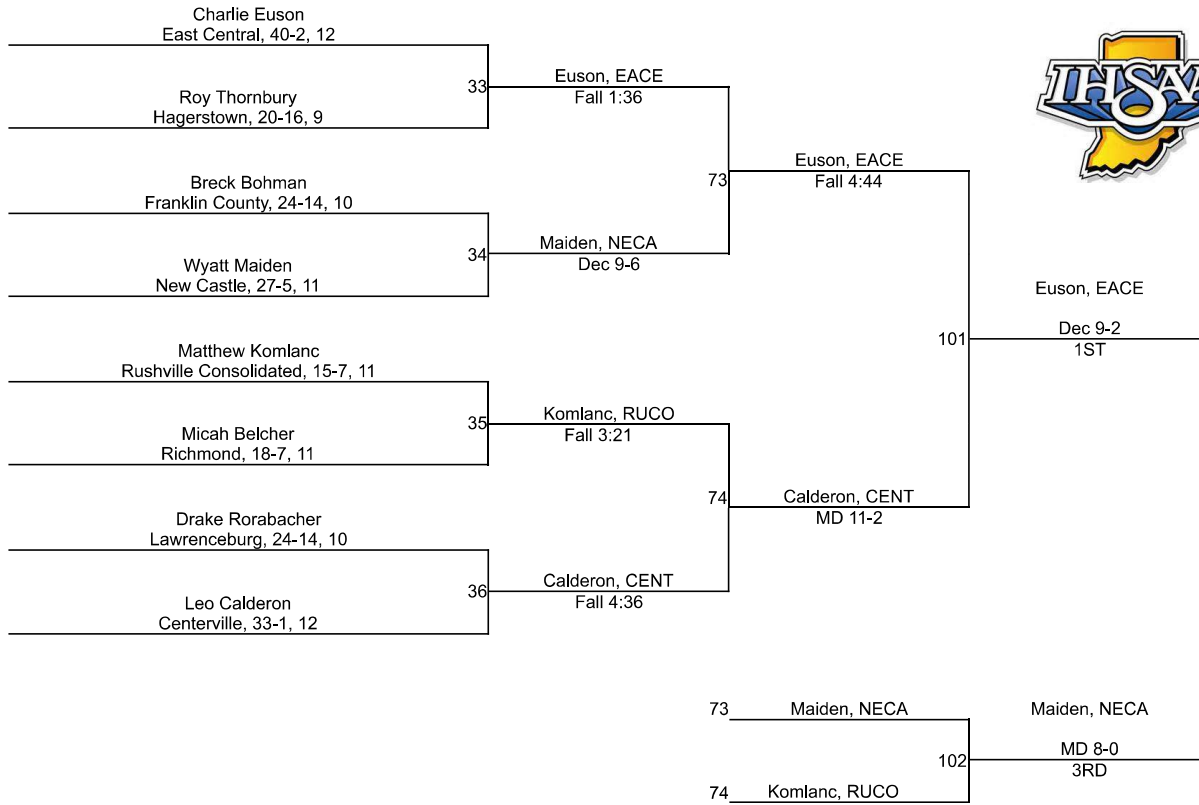 Charlie Euson
East Central, 40-2, 12
33
Euson, EACE
Fall 1:36
Roy Thornbury
Hagerstown, 20-16, 9
73
Euson, EACE
Fall 4:44
Breck Bohman
Franklin County, 24-14, 10
34
Maiden, NECA
Dec 9-6
Wyatt Maiden
New Castle, 27-5, 11
101
Euson, EACE
Dec 9-2
1ST
Matthew Komlanc
Rushville Consolidated, 15-7, 11
35
Komlanc, RUCO
Fall 3:21
Micah Belcher
Richmond, 18-7, 11
74
Calderon, CENT
MD 11-2
Drake Rorabacher
Lawrenceburg, 24-14, 10
36
Calderon, CENT
Fall 4:36
Leo Calderon
Centerville, 33-1, 12
73
Maiden, NECA
102
Maiden, NECA
MD 8-0
3RD
74
Komlanc, RUCO
IHSAA